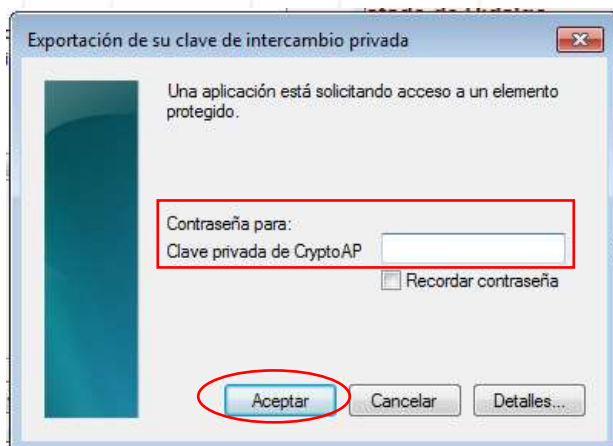 Exportación de su clave de intercambio privada
Una aplicación está solicitando acceso a un elemento
protegido.
Contraseña para:
Clave privada de CryptoAP
Recordar contraseña
Aceptar
Cancelar
Detalles...